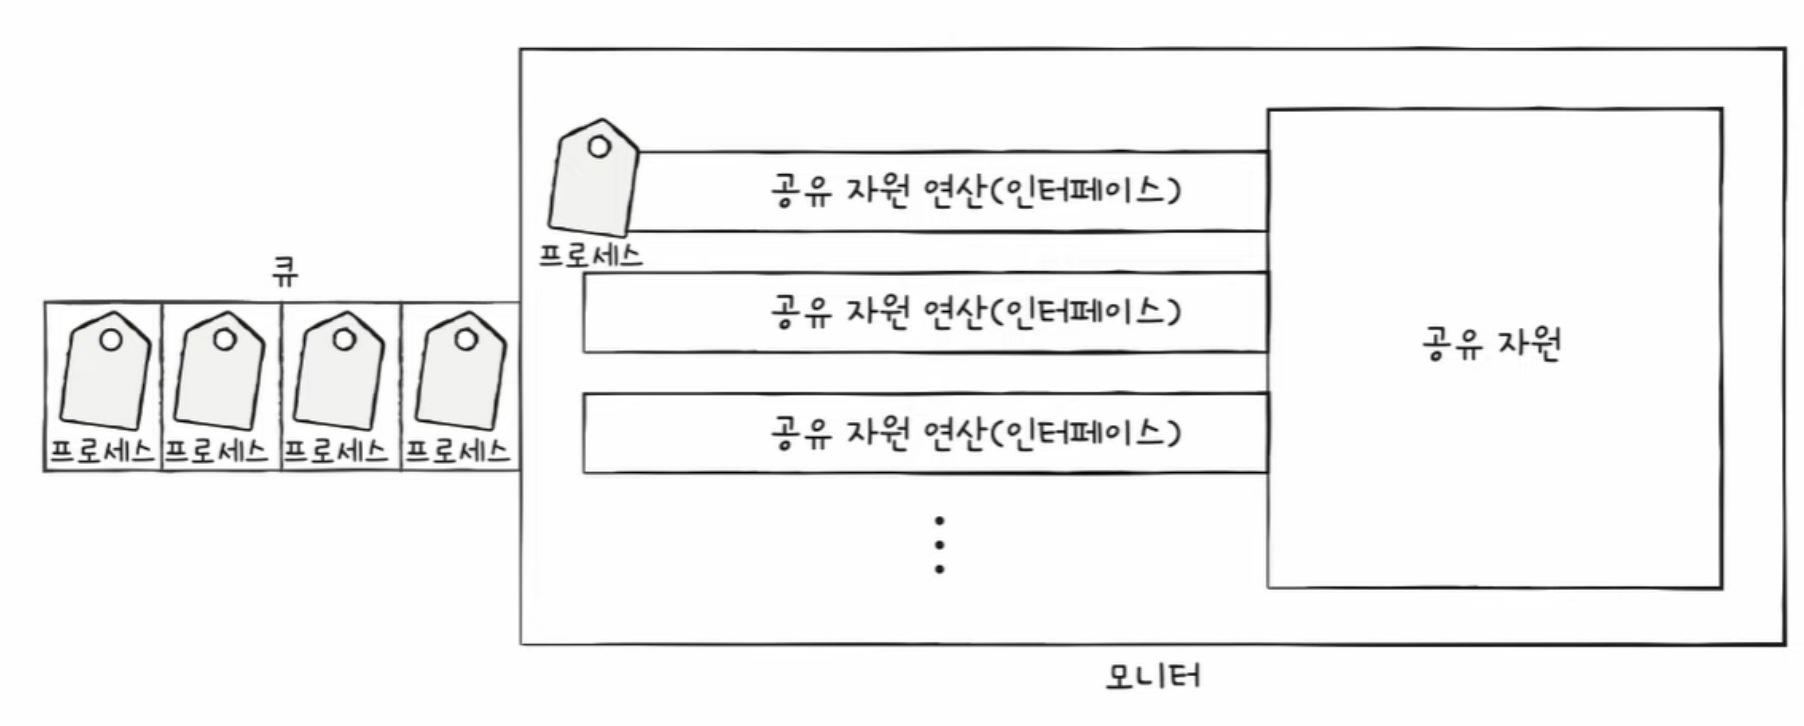 큐
프로세스 프로세스 프로세스 프로세스
프로세스
공유 자원 연산(인터페이스)
공유 자원 연산(인터페이스)
공유 자원 연산(인터페이스)
공유 자원
모니터